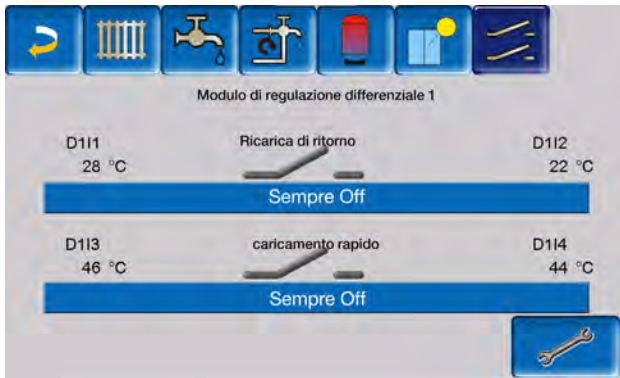 Modulo di regulazione differenziale 1
D1I1 Ricarica di ritorno D1I2
28 °C 22 °C
Sempre Off
D1I3 caricamento rapido D1I4
46 °C 44 °C
Sempre Off